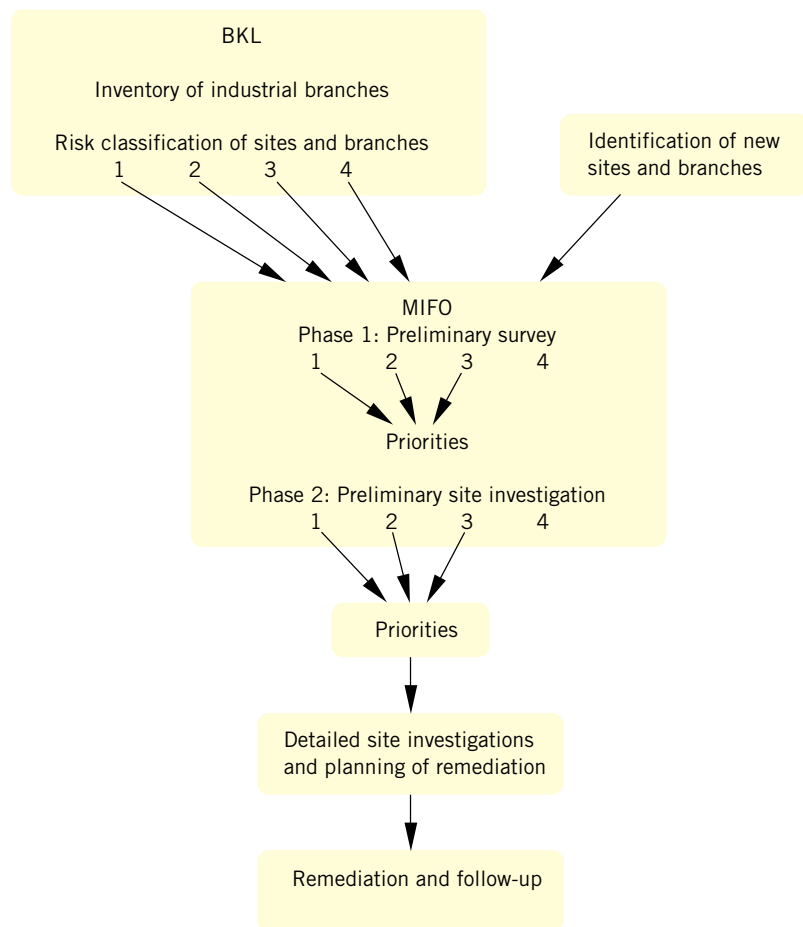 BKL
Inventory of industrial branches
Risk classification of sites and branches
1 2 3 4
Identification of new
sites and branches
MIFO
Phase 1: Preliminary survey
1 2 3 4
Priorities
Phase 2: Preliminary site investigation
1 2 3 4
Priorities
Detailed site investigations
and planning of remediation
Remediation and follow-up